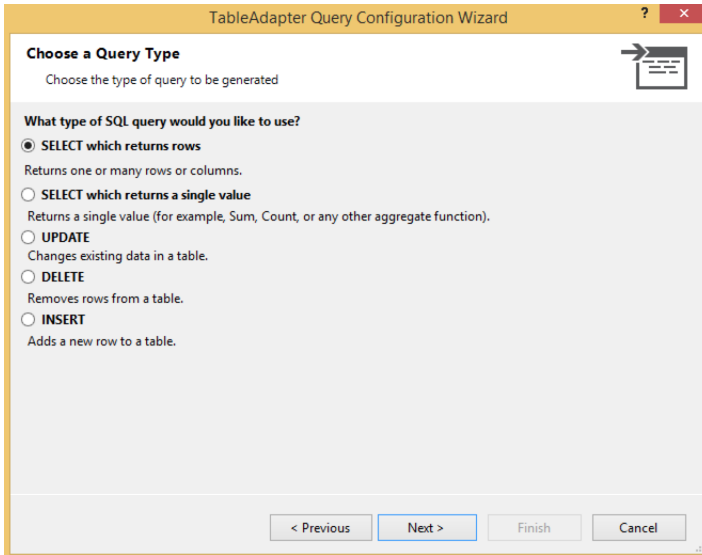 TableAdapter Query Configuration Wizard
?
×
Choose a Query Type
Choose the type of query to be generated
What type of SQL query would you like to use?
SELECT which returns rows
Returns one or many rows or columns.
SELECT which returns a single value
Returns a single value (for example, Sum, Count, or any other aggregate function).
UPDATE
Changes existing data in a table.
DELETE
Removes rows from a table.
INSERT
Adds a new row to a table.
< Previous
Next >
Finish
Cancel